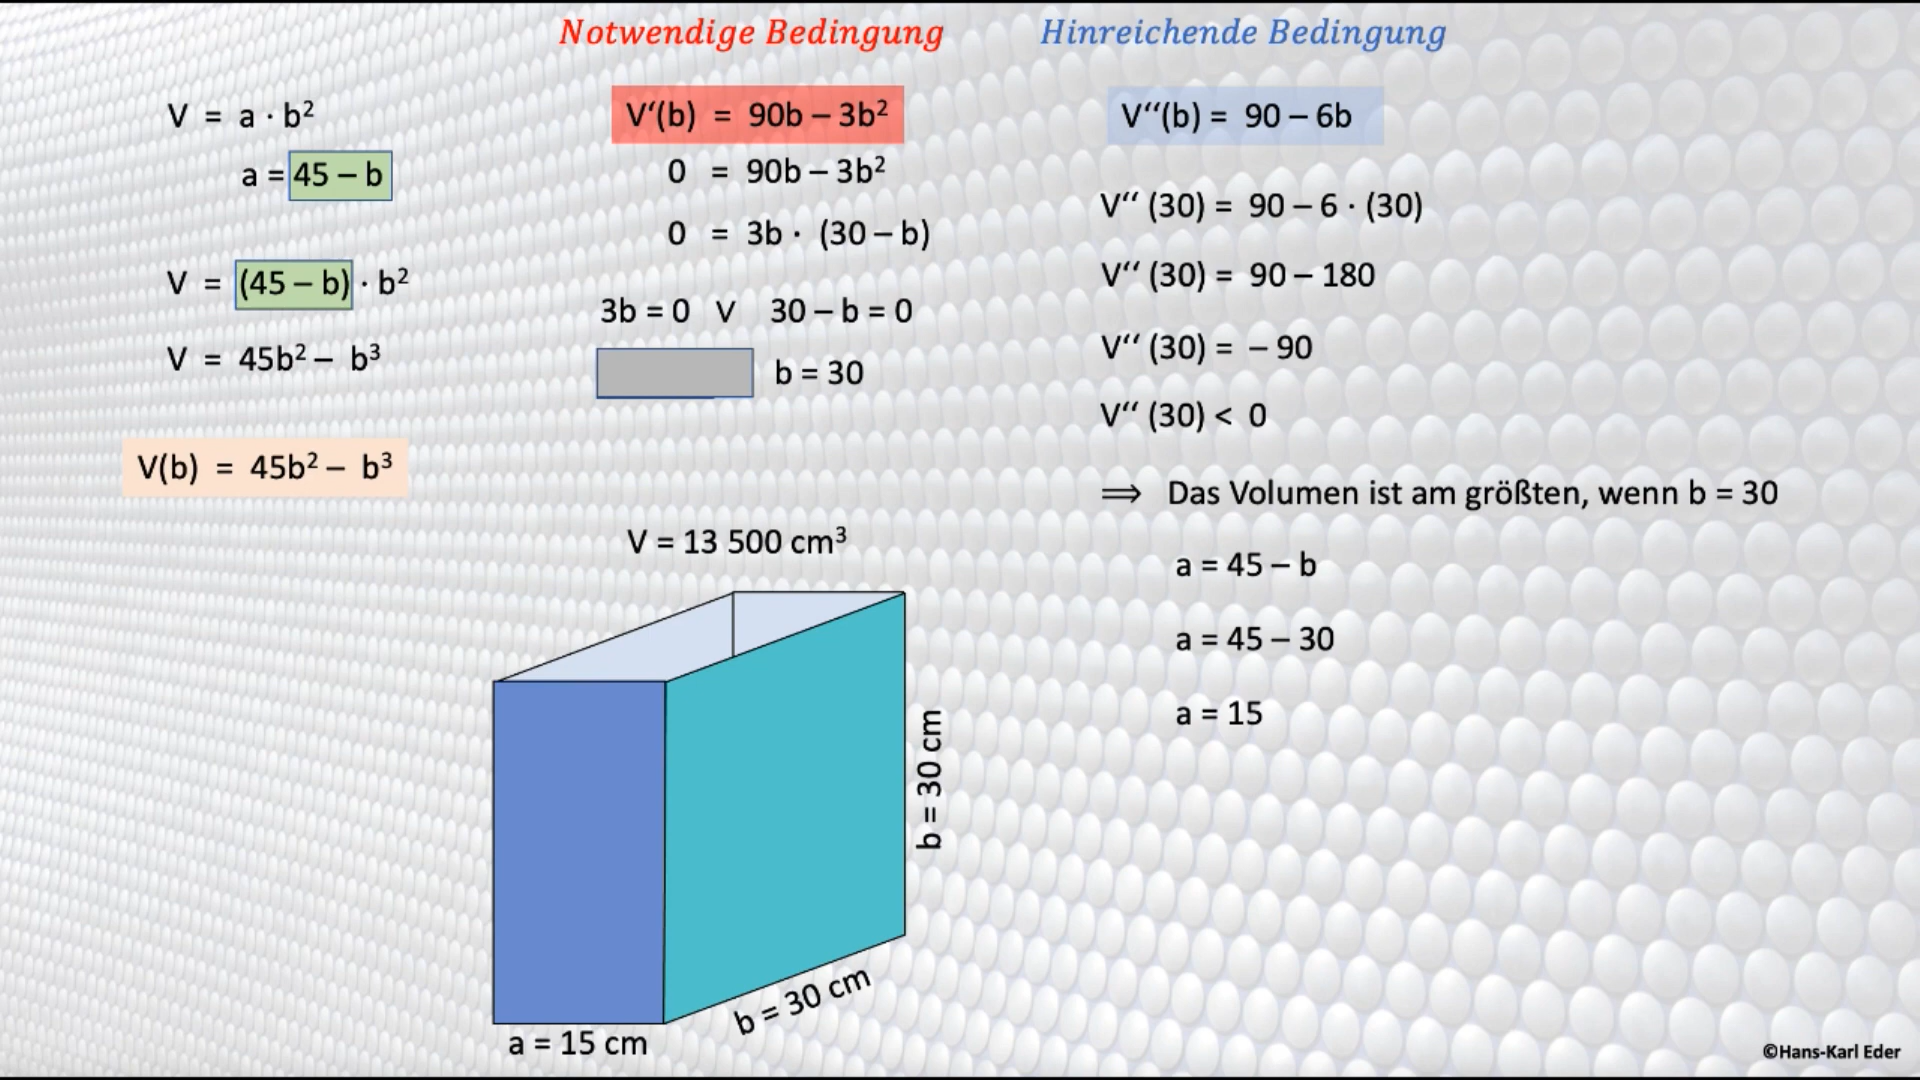 Notwendige Bedingung
Hinreichende Bedingung
V = a · b²
a = 45 – b
V = (45 – b) · b²
V = 45b² – b³
V(b) = 45b² – b³
V‘(b) = 90b – 3b²
0 = 90b – 3b²
0 = 3b · (30 – b)
3b = 0 ∨ 30 – b = 0
b = 30
V‘‘(b) = 90 – 6b
V‘‘ (30) = 90 – 6 · (30)
V‘‘ (30) = 90 – 180
V‘‘ (30) = – 90
V‘‘ (30) < 0
⟹ Das Volumen ist am größten, wenn b = 30
a = 45 – b
a = 45 – 30
a = 15
V = 13 500 cm³
b = 30 cm
b = 30 cm
a = 15 cm
©Hans-Karl Eder